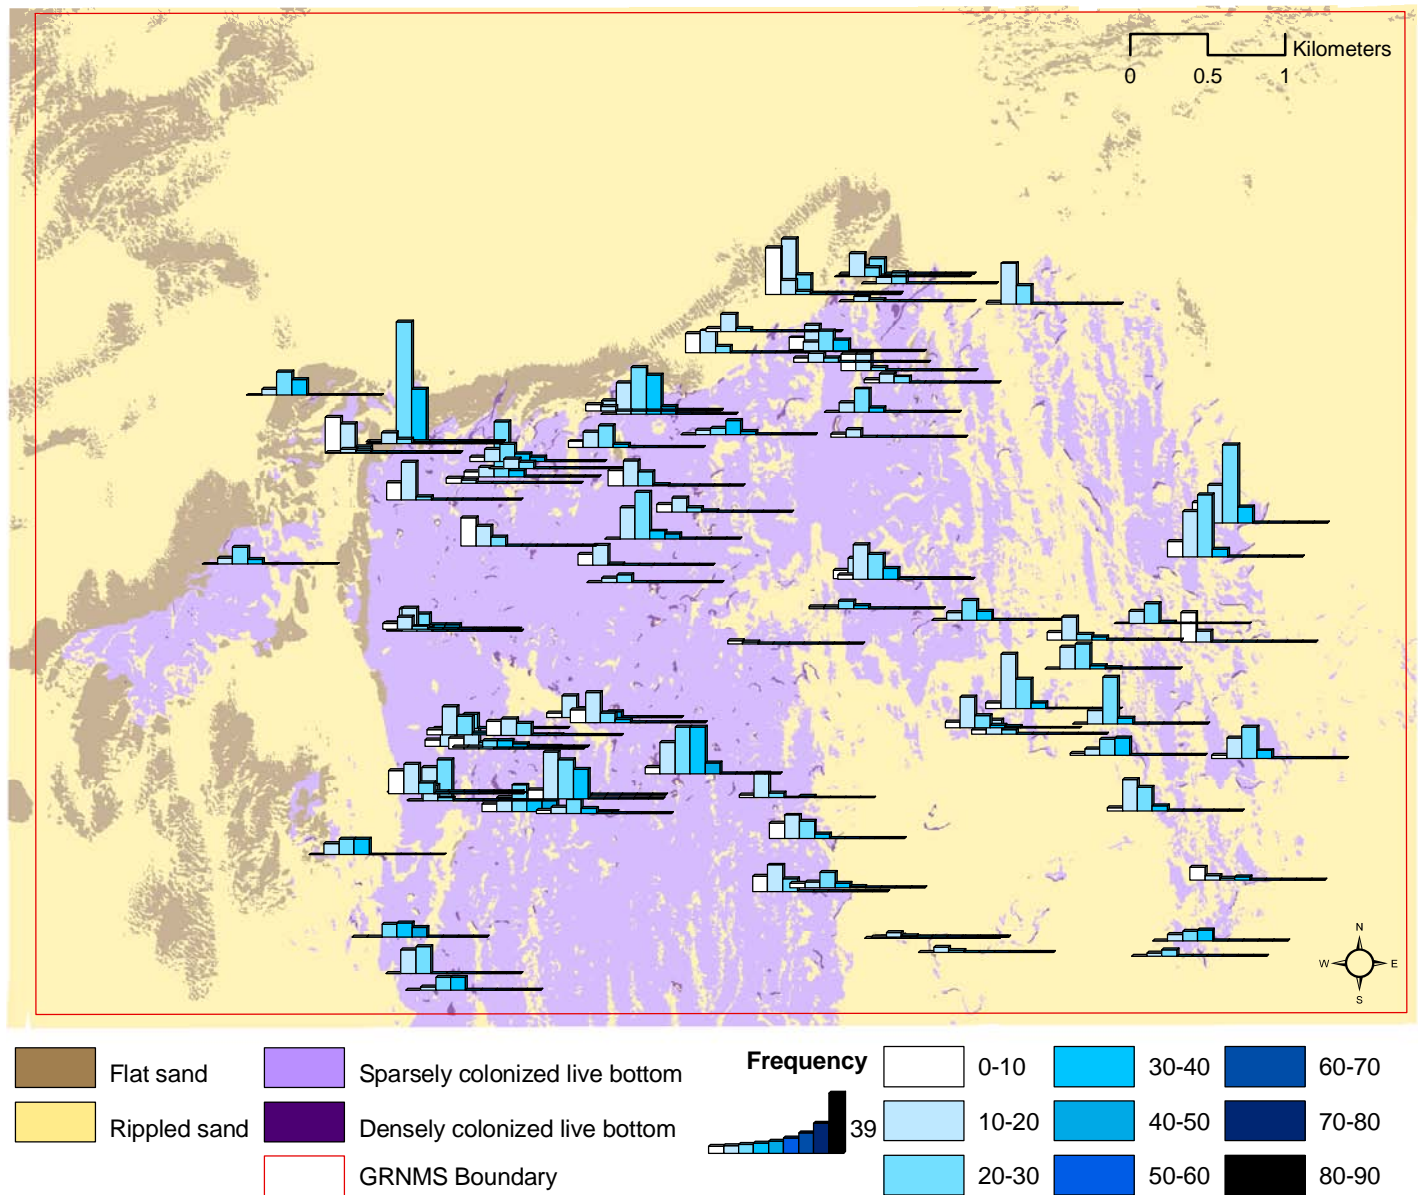 Kilometers
0 0.5 1
N
W E
S
Flat sand
Rippled sand
Sparsely colonized live bottom
Densely colonized live bottom
GRNMS Boundary
Frequency
39
0-10
10-20
20-30
30-40
40-50
50-60
60-70
70-80
80-90